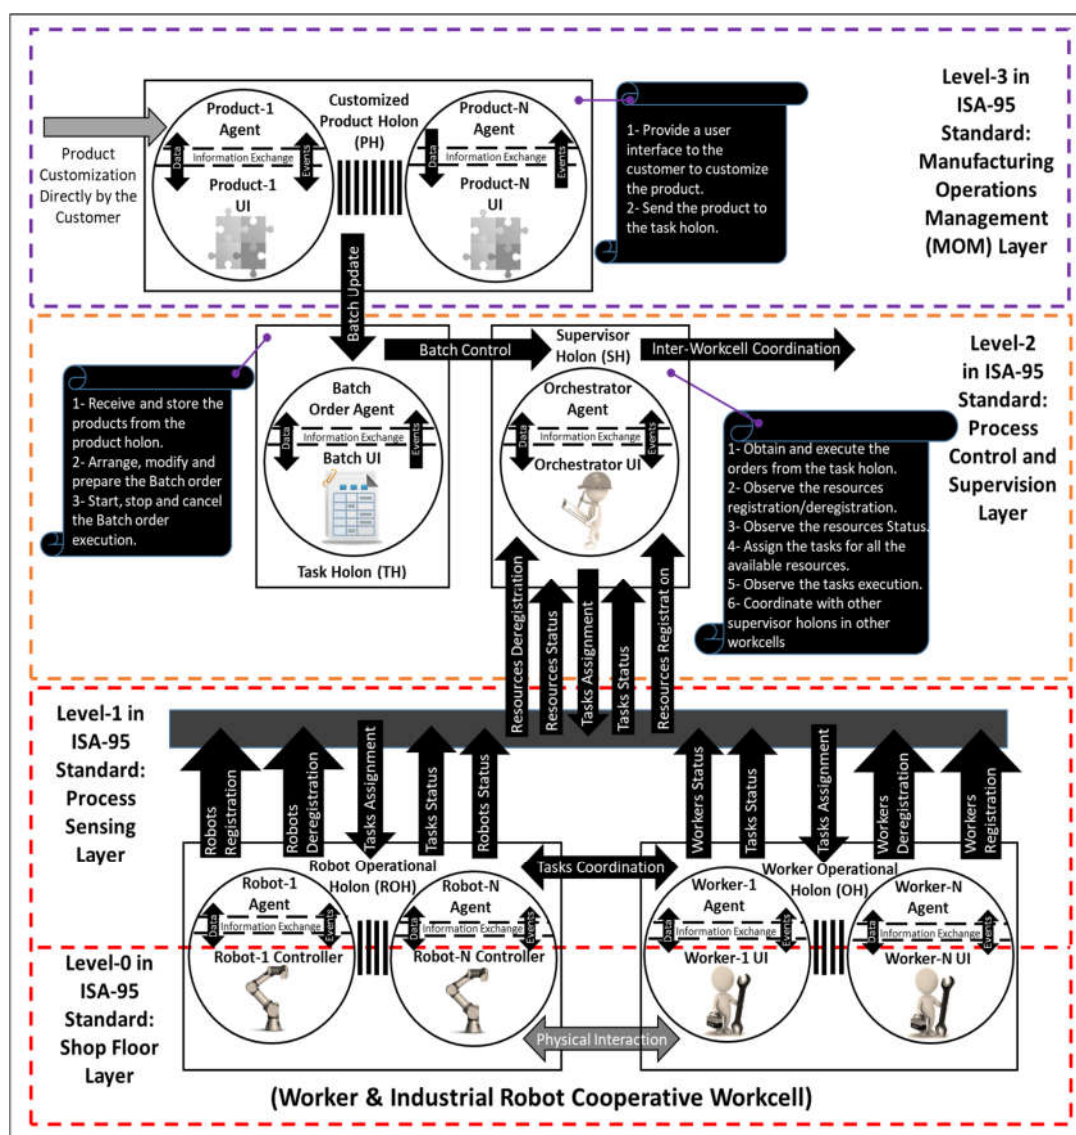 Level-3 in
ISA-95
Standard:
Manufacturing
Operations
Management
(MOM) Layer
Product
Customization
Directly by the
Customer
Customized
Product Holon
(PH)
Product-1
Agent
Data
Information Exchange
Events
Product-1
UI
Product-N
Agent
Data
Information Exchange
Events
Product-N
UI
1- Provide a user
interface to the
customer to customize
the product.
2- Send the product to
the task holon.
Batch Update
Level-2
in ISA-95
Standard:
Process
Control and
Supervision
Layer
1- Receive and store the
products from the
product holon.
2- Arrange, modify and
prepare the Batch order
3- Start, stop and cancel
the Batch order
execution.
Batch
Order Agent
Data
Information Exchange
Events
Batch UI
Task Holon (TH)
Batch Control
Supervisor
Holon (SH)
Inter-Workcell Coordination
Orchestrator
Agent
Data
Information Exchange
Events
Orchestrator UI
1- Obtain and execute the
orders from the task holon.
2- Observe the resources
registration/deregistration.
3- Observe the resources Status.
4- Assign the tasks for all the
available resources.
5- Observe the tasks execution.
6- Coordinate with other
supervisor holons in other
workcells
Resources Deregistration
Resources Status
Tasks Assignment
Tasks Status
Resources Registrat on
Level-1 in
ISA-95
Standard:
Process
Sensing
Layer
Robots
Registration
Robots
Deregistration
Tasks Assignment
Tasks Status
Robots Status
Workers Status
Tasks Status
Tasks Assignment
Workers
Deregistration
Workers
Registration
Robot Operational
Holon (ROH)
Tasks Coordination
Worker Operational
Holon (OH)
Robot-1
Agent
Data
Information Exchange
Events
Robot-1 Controller
Robot-N
Agent
Data
Information Exchange
Events
Robot-N Controller
Worker-1
Agent
Data
Information Exchange
Events
Worker-1 UI
Worker-N
Agent
Data
Information Exchange
Events
Worker-N UI
Level-0 in
ISA-95
Standard:
Shop Floor
Layer
Physical Interaction
(Worker & Industrial Robot Cooperative Workcell)